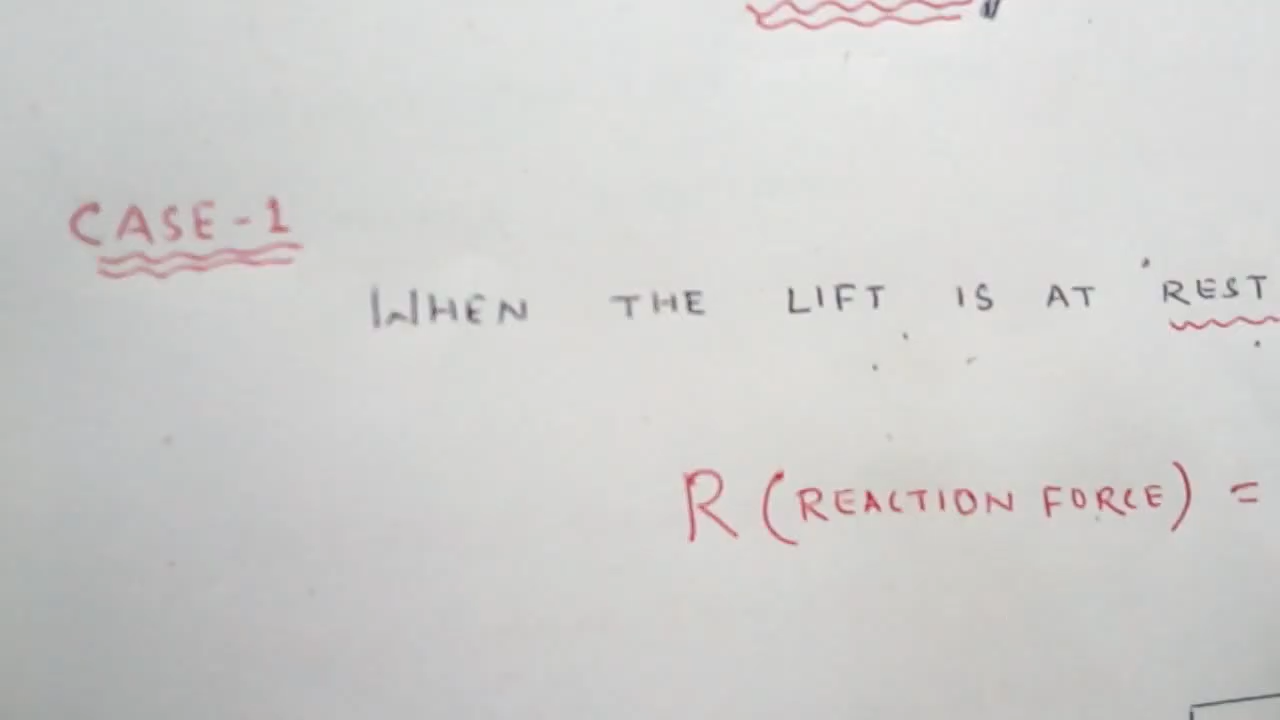 CASE-1
WHEN THE LIFT IS AT REST
R (REACTION FORCE) =